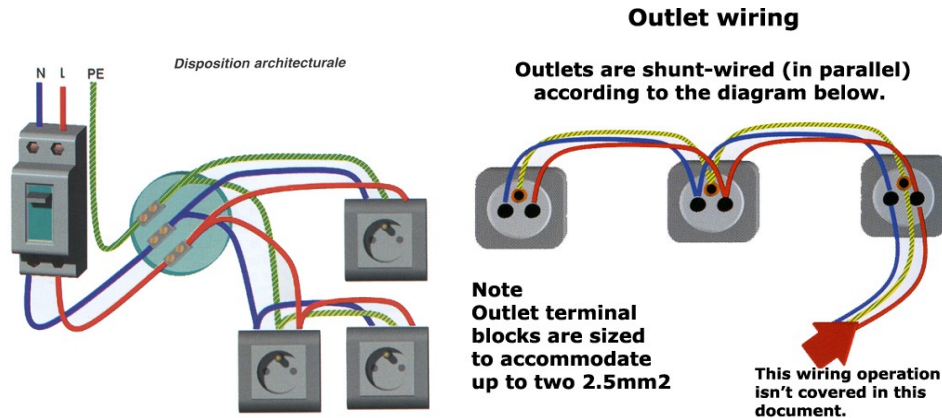 N L PE
Disposition architecturale
Outlet wiring
Outlets are shunt-wired (in parallel)
according to the diagram below.
Note
Outlet terminal
blocks are sized
to accommodate
up to two 2.5mm2
This wiring operation
isn't covered in this
document.